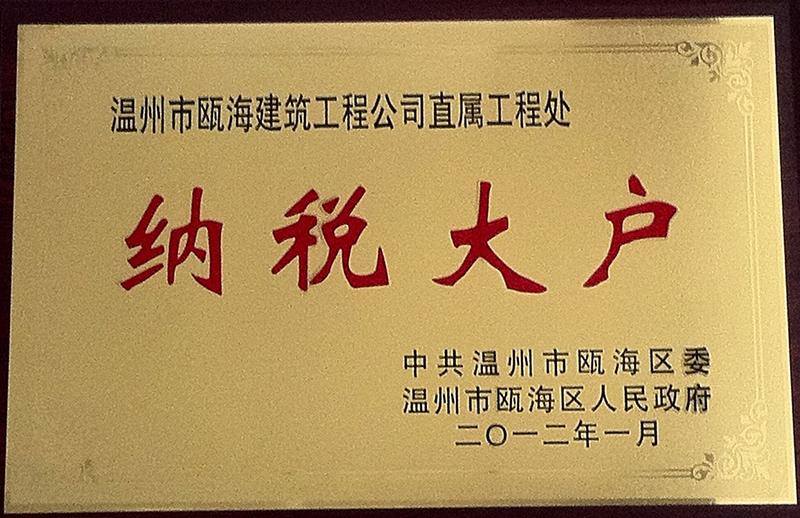 温州市瓯海建筑工程公司直属工程处
纳税大户
中共温州市瓯海区委
温州市瓯海区人民政府
二〇一二年一月